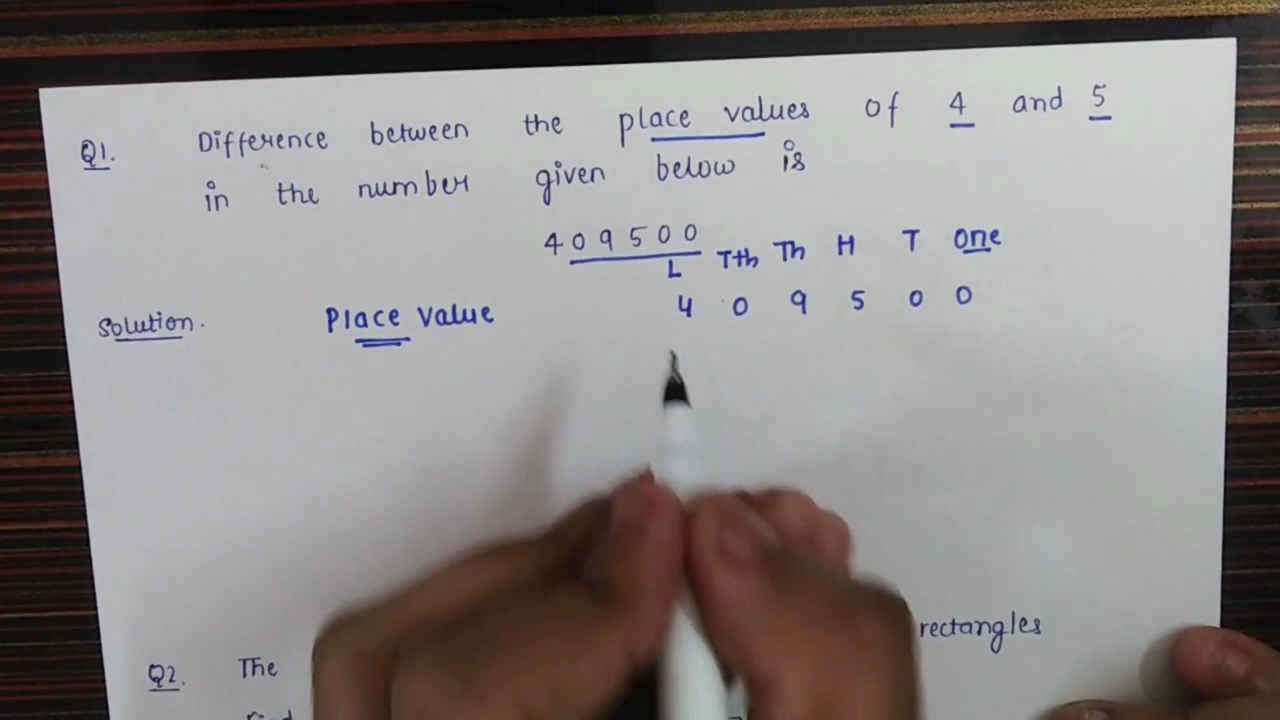 Q1. Difference between the place values of 4 and 5
in the number given below is
409500
L Tth Th H T One
Solution. Place Value 4 0 9 5 0 0
rectangles
Q2. The